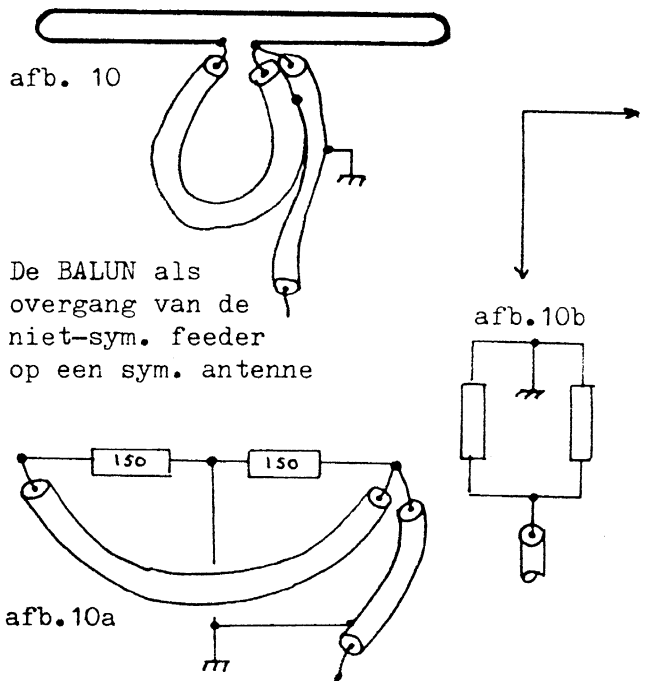 afb. 10
De BALUN als
overgang van de
niet-sym. feeder
op een sym. antenne
afb.10b
150
150
afb.10a